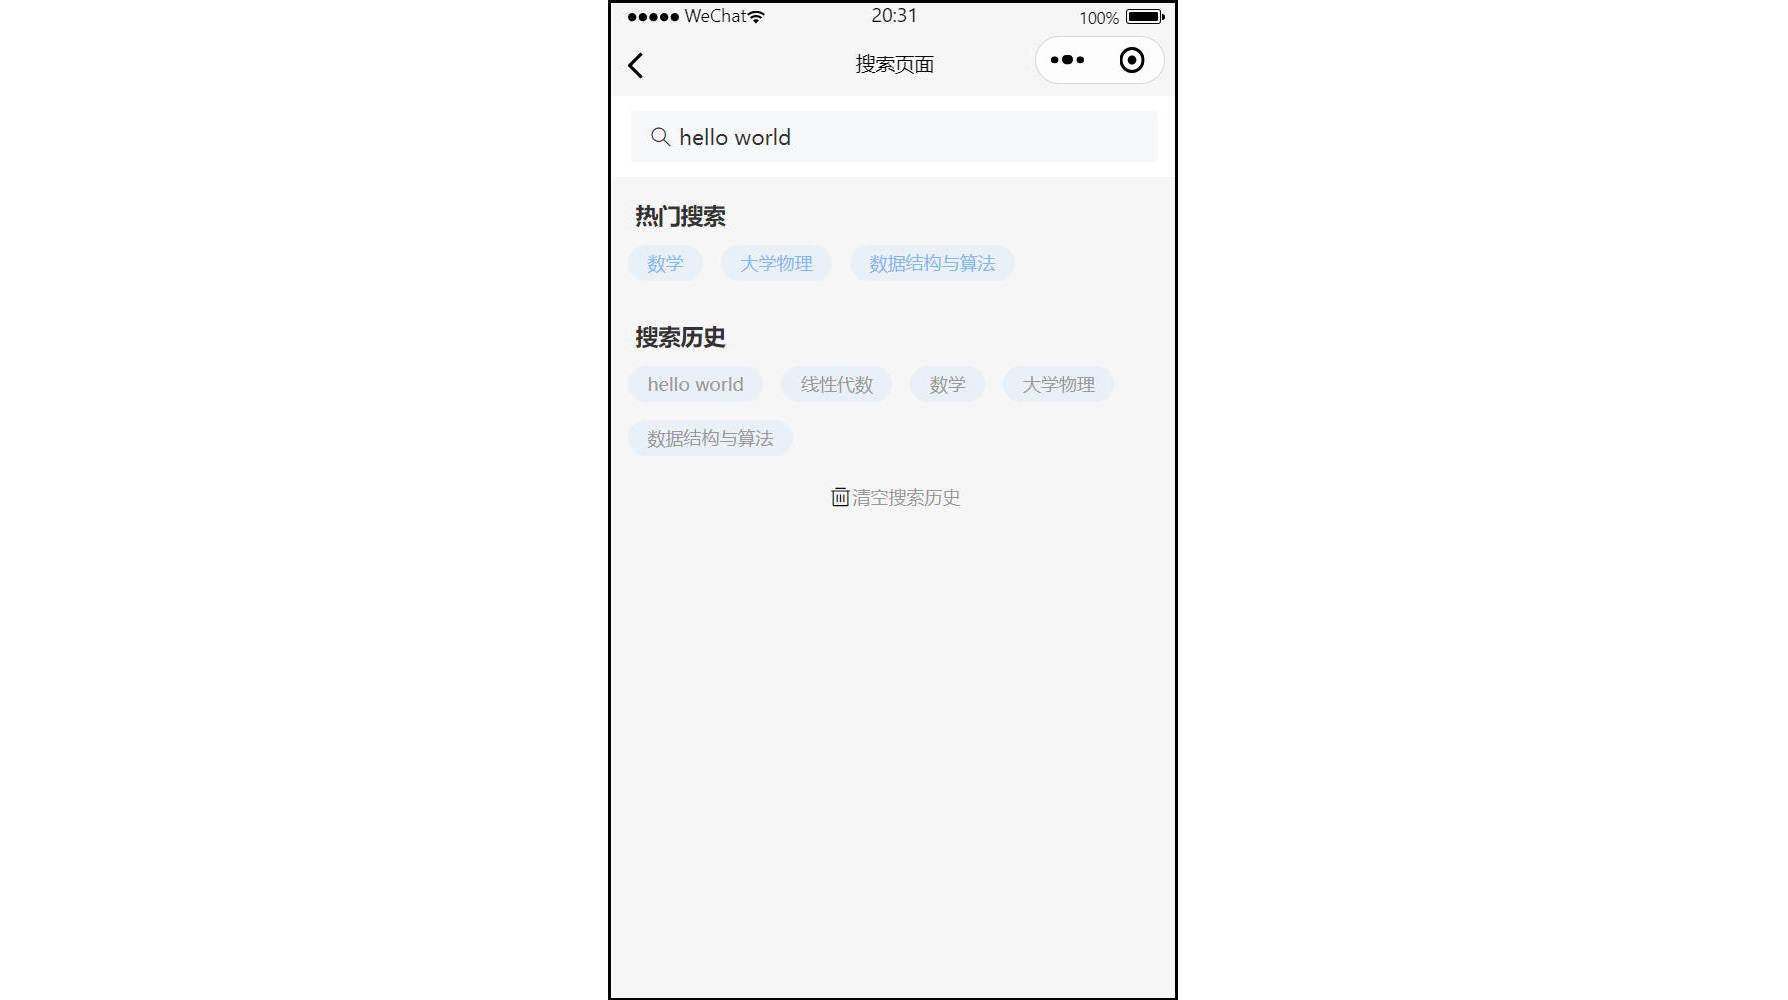 WeChat 20:31 100%
搜索页面
hello world
热门搜索
数学 大学物理 数据结构与算法
搜索历史
hello world 线性代数 数学 大学物理
数据结构与算法
清空搜索历史